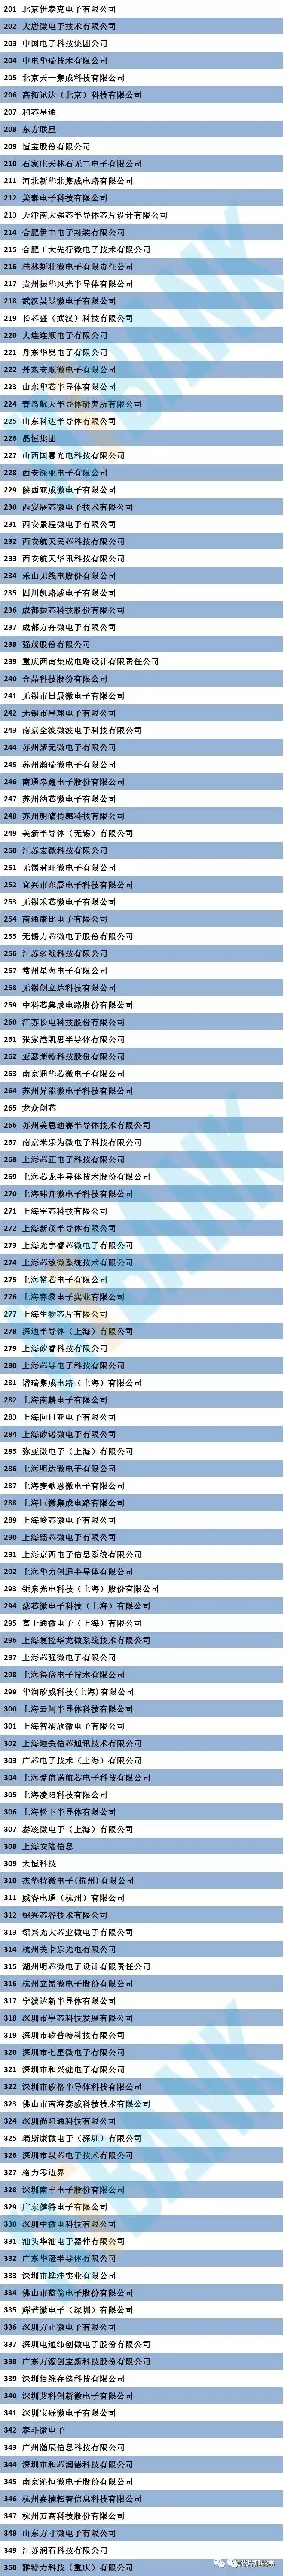 201 北京伊泰克电子有限公司
202 大唐微电子技术有限公司
203 中国电子科技集团公司
204 中电华瑞技术有限公司
205 北京天一集成科技有限公司
206 高拓讯达（北京）科技有限公司
207 和芯星通
208 东方联星
209 恒宝股份有限公司
210 石家庄天林石无二电子有限公司
211 河北新华北集成电路有限公司
212 美泰电子科技有限公司
213 天津南大强芯半导体芯片设计有限公司
214 合肥伊丰电子封装有限公司
215 合肥工大先行微电子技术有限公司
216 桂林斯壮微电子有限责任公司
217 贵州振华风光半导体有限公司
218 武汉昊昱微电子有限公司
219 长芯盛（武汉）科技有限公司
220 大连连顺电子有限公司
221 丹东华奥电子有限公司
222 丹东安顺微电子有限公司
223 山东华芯半导体有限公司
224 青岛航天半导体研究所有限公司
225 山东科达半导体有限公司
226 晶恒集团
227 山西国惠光电科技有限公司
228 西安深亚电子有限公司
229 陕西亚成微电子有限公司
230 西安展芯微电子技术有限公司
231 西安景程微电子有限公司
232 西安航天民芯科技有限公司
233 西安航天华讯科技有限公司
234 乐山无线电股份有限公司
235 四川凯路威电子有限公司
236 成都振芯科技股份有限公司
237 成都方舟微电子有限公司
238 强茂股份有限公司
239 重庆西南集成电路设计有限责任公司
240 合晶科技股份有限公司
241 无锡市日晟微电子有限公司
242 无锡市星球电子有限公司
243 南京全波微波电子科技有限公司
244 苏州聚元微电子有限公司
245 苏州瀚瑞微电子有限公司
246 南通皋鑫电子股份有限公司
247 苏州纳芯微电子有限公司
248 苏州明皜传感科技有限公司
249 美新半导体（无锡）有限公司
250 江苏宏微科技有限公司
251 无锡君旺微电子有限公司
252 宜兴市东晨电子科技有限公司
253 无锡禾芯微电子有限公司
254 南通康比电子有限公司
255 无锡力芯微电子股份有限公司
256 江苏多维科技有限公司
257 常州星海电子有限公司
258 无锡创立达科技有限公司
259 中科芯集成电路股份有限公司
260 江苏长电科技股份有限公司
261 张家港凯思半导体有限公司
262 亚瑟莱特科技股份有限公司
263 南京通华芯微电子有限公司
264 苏州异能微电子科技有限公司
265 龙众创芯
266 苏州美思迪赛半导体技术有限公司
267 南京米乐为微电子科技有限公司
268 上海芯正电子科技有限公司
269 上海芯龙半导体技术股份有限公司
270 上海玮舟微电子科技有限公司
271 上海宇芯科技有限公司
272 上海新茂半导体有限公司
273 上海光宇睿芯微电子有限公司
274 上海芯敏微系统技术有限公司
275 上海裕芯电子有限公司
276 上海春黎电子实业有限公司
277 上海生物芯片有限公司
278 深迪半导体（上海）有限公司
279 上海矽睿科技有限公司
280 上海芯导电子科技有限公司
281 谱瑞集成电路（上海）有限公司
282 上海南麟电子有限公司
283 上海向日亚电子有限公司
284 上海矽诺微电子有限公司
285 弥亚微电子（上海）有限公司
286 上海明达微电子有限公司
287 上海麦歌恩微电子有限公司
288 上海巨微集成电路有限公司
289 上海岭芯微电子有限公司
290 上海镭芯微电子有限公司
291 上海京西电子信息系统有限公司
292 上海华力创通半导体有限公司
293 钜泉光电科技（上海）股份有限公司
294 豪芯微电子科技（上海）有限公司
295 富士通微电子（上海）有限公司
296 上海复控华龙微系统技术有限公司
297 上海芯强微电子有限公司
298 上海得倍电子技术有限公司
299 华润矽威科技(上海)有限公司
300 上海云间半导体科技有限公司
301 上海智浦欣微电子有限公司
302 上海迦美信芯通讯技术有限公司
303 广芯电子技术（上海）有限公司
304 上海爱信诺航芯电子科技有限公司
305 上海凌阳科技有限公司
306 上海松下半导体有限公司
307 泰凌微电子（上海）有限公司
308 上海安陆信息
309 大恒科技
310 杰华特微电子(杭州)有限公司
311 威睿电通（杭州）有限公司
312 绍兴芯谷技术有限公司
313 绍兴光大芯业微电子有限公司
314 杭州美卡乐光电有限公司
315 湖州明芯微电子设计有限责任公司
316 杭州立昂微电子股份有限公司
317 宁波达新半导体有限公司
318 深圳市宇芯科技发展有限公司
319 深圳市矽普特科技有限公司
320 深圳市七星微电子有限公司
321 深圳市和兴健电子有限公司
322 深圳市矽格半导体科技有限公司
323 佛山市南海赛威科技技术有限公司
324 深圳尚阳通科技有限公司
325 瑞斯康微电子（深圳）有限公司
326 深圳市泉芯电子技术有限公司
327 格力零边界
328 深圳南丰电子股份有限公司
329 广东健特电子有限公司
330 深圳中微电科技有限公司
331 汕头华汕电子器件有限公司
332 广东华冠半导体有限公司
333 深圳市桦沣实业有限公司
334 佛山市蓝箭电子股份有限公司
335 辉芒微电子（深圳）有限公司
336 深圳方正微电子有限公司
337 深圳电通纬创微电子股份有限公司
338 广东万源创宝新科技股份有限公司
339 深圳佰维存储科技有限公司
340 深圳艾科创新微电子有限公司
341 深圳宝砾微电子有限公司
342 泰斗微电子
343 广州瀚辰信息科技有限公司
344 深圳市和芯润德科技有限公司
345 南京沁恒微电子股份有限公司
346 杭州嘉楠耘智信息科技有限公司
347 杭州万高科技股份有限公司
348 山东方寸微电子有限公司
349 江苏润石科技有限公司
350 雅特力科技（重庆）有限公司